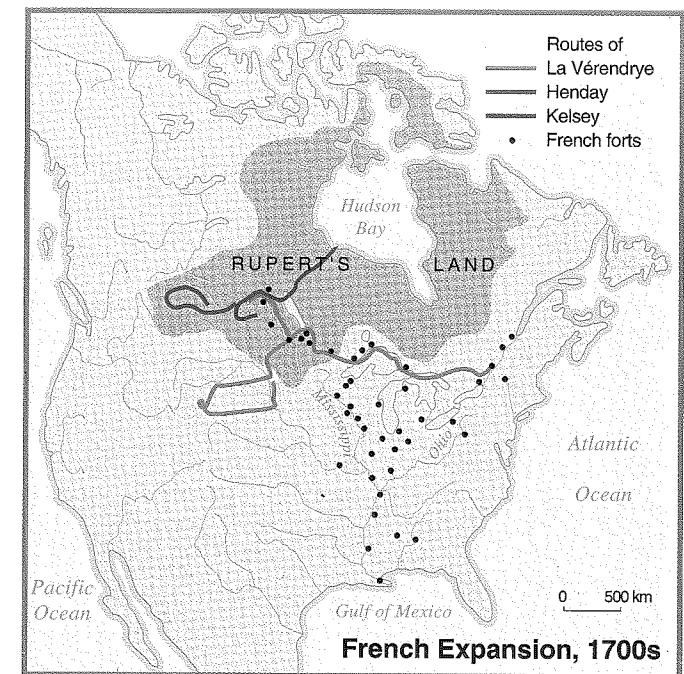 Routes of
La Vérendrye
Henday
Kelsey
French forts
Hudson
Bay
RUPERT'S LAND
Mississippi
Ohio
Atlantic
Ocean
Pacific
Ocean
Gulf of Mexico
0 500 km
French Expansion, 1700s